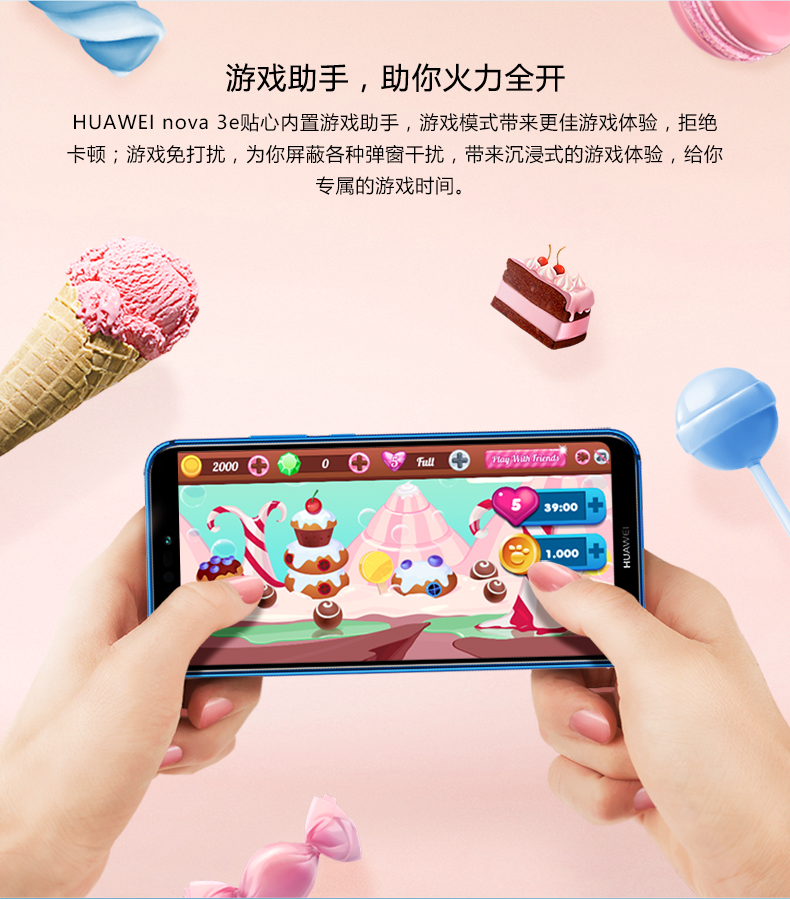 游戏助手，助你火力全开
HUAWEI nova 3e贴心内置游戏助手，游戏模式带来更佳游戏体验，拒绝
卡顿；游戏免打扰，为你屏蔽各种弹窗干扰，带来沉浸式的游戏体验，给你
专属的游戏时间。
2000 0 5 Full Play With Friends
5 39:00
1.000
HUAWEI